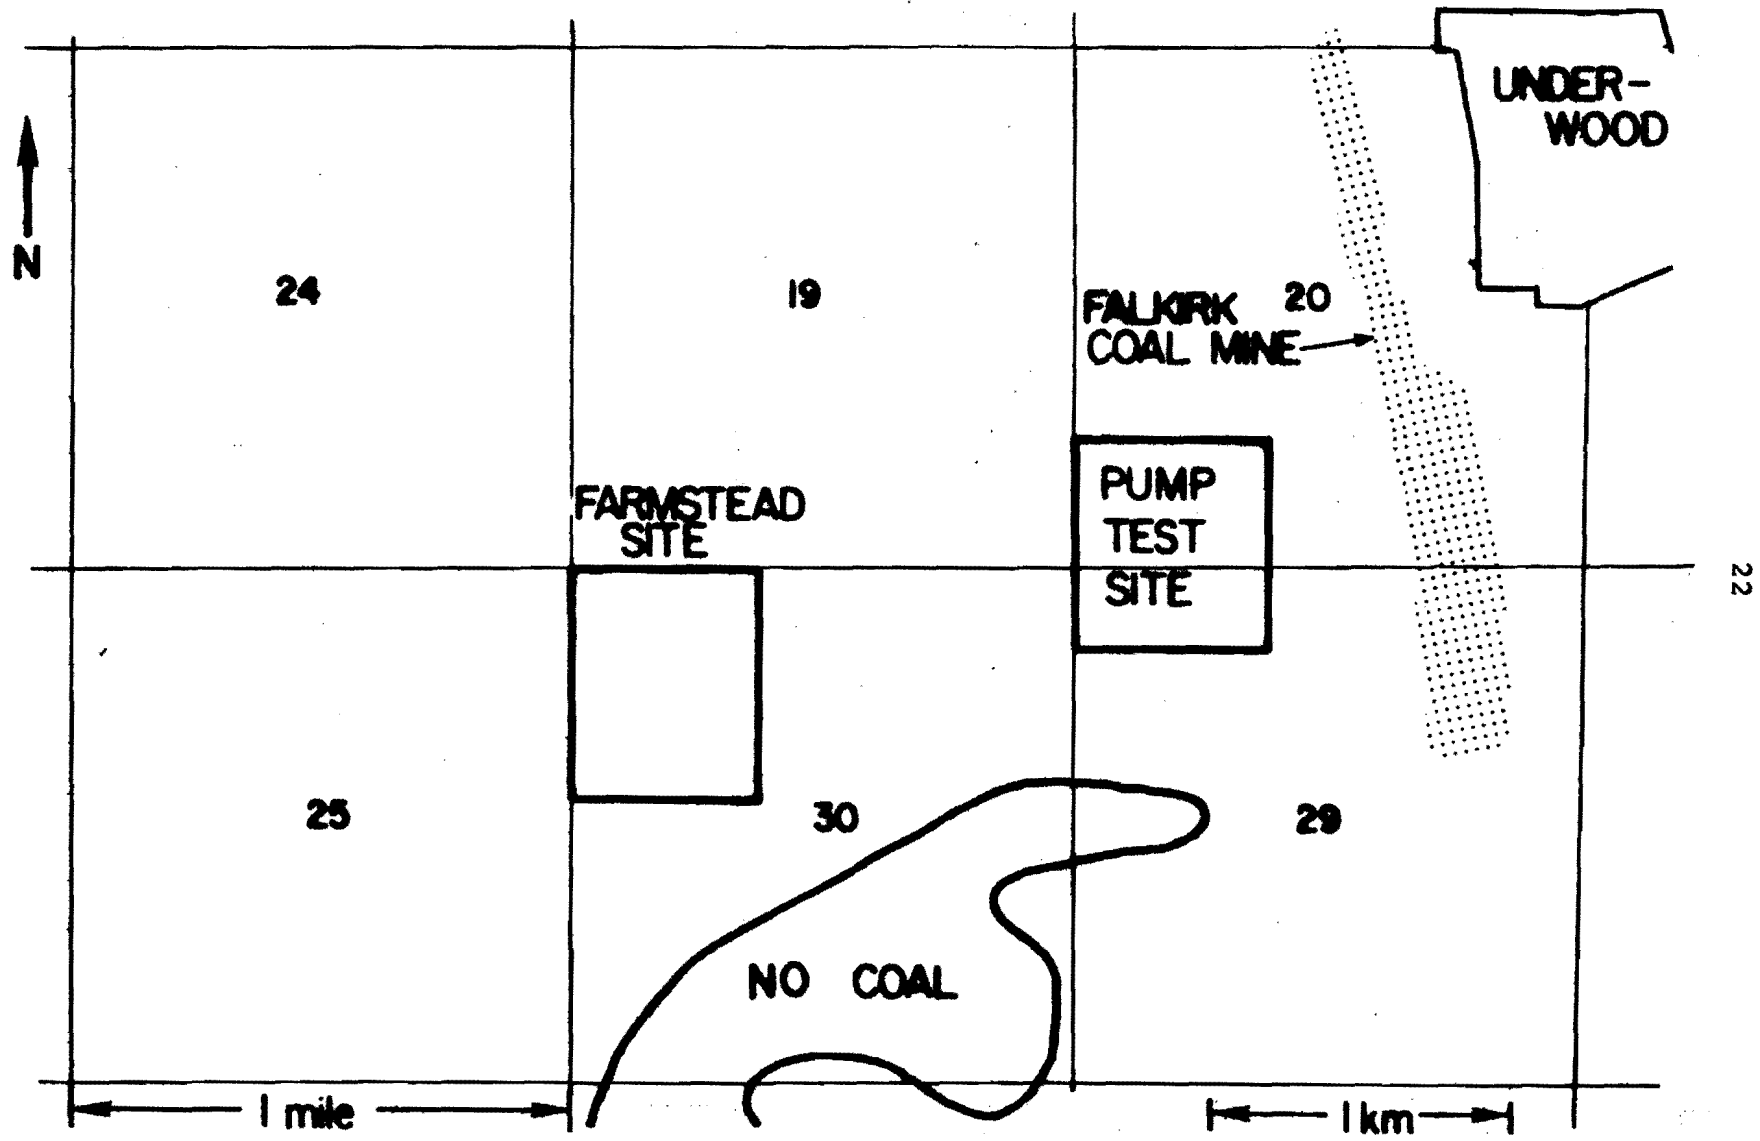 UNDER-
WOOD
N
24
19
20
FALKIRK
COAL MINE
FARMSTEAD
SITE
PUMP
TEST
SITE
22
25
30
29
NO COAL
1 mile
1 km